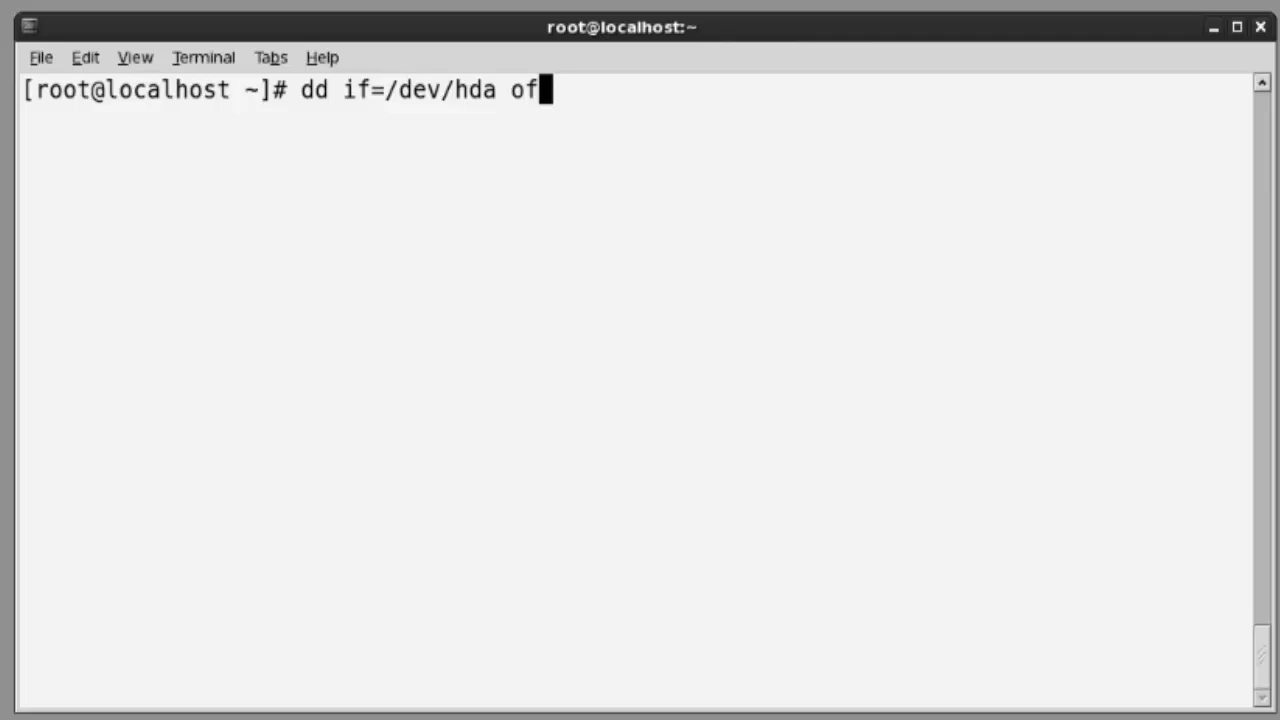 root@localhost:~
File Edit View Terminal Tabs Help
[root@localhost ~]# dd if=/dev/hda of